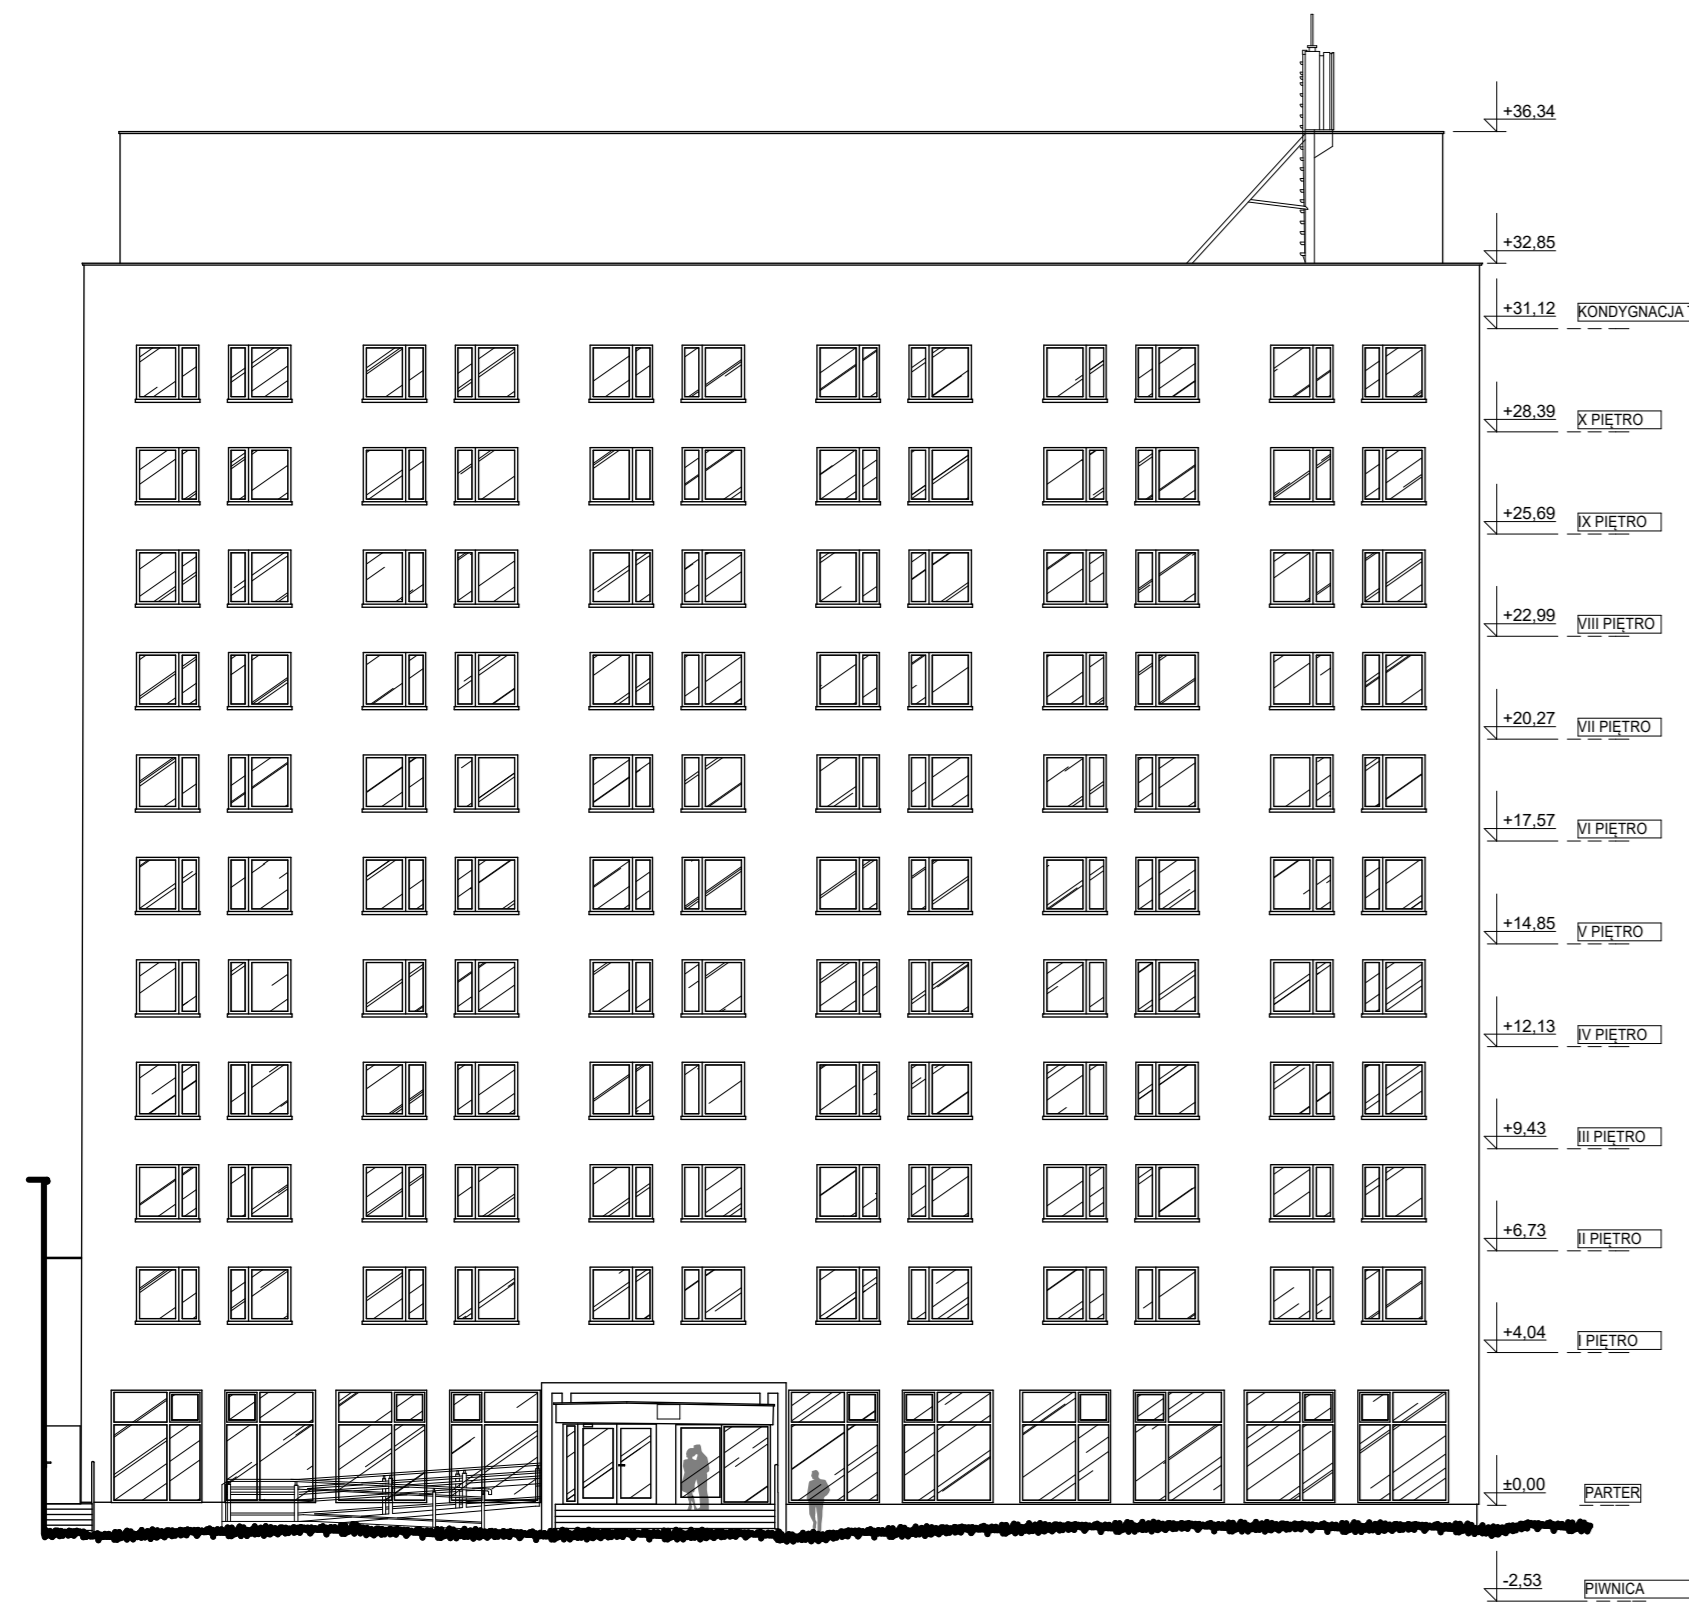 +36,34
+32,85
+31,12 KONDYGNACJA
+28,39 X PIĘTRO
+25,69 IX PIĘTRO
+22,99 VIII PIĘTRO
+20,27 VII PIĘTRO
+17,57 VI PIĘTRO
+14,85 V PIĘTRO
+12,13 IV PIĘTRO
+9,43 III PIĘTRO
+6,73 II PIĘTRO
+4,04 I PIĘTRO
±0,00 PARTER
-2,53 PIWNICA